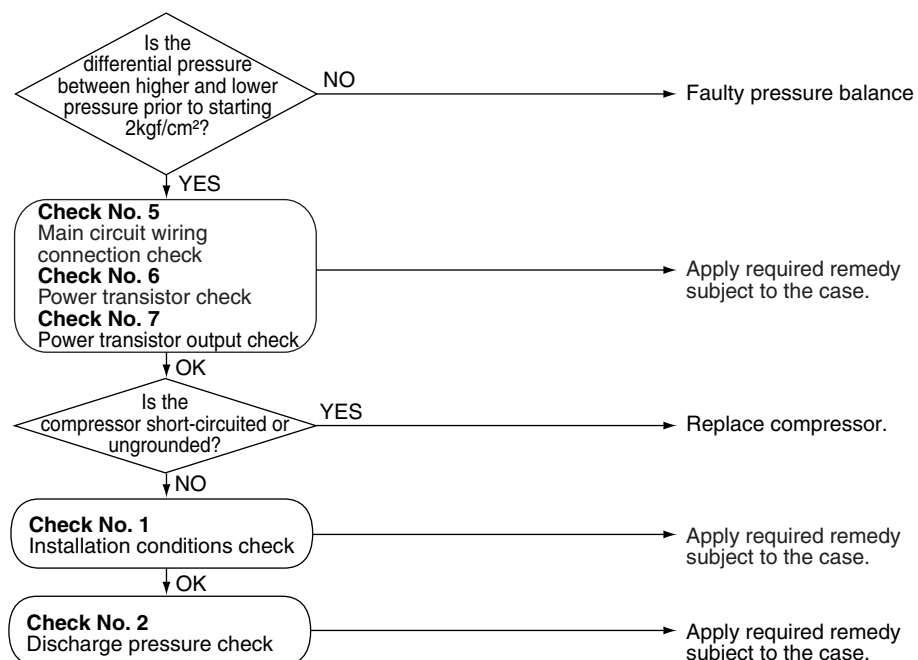 Is the
differential pressure
between higher and lower
pressure prior to starting
2kgf/cm²?
NO
Faulty pressure balance
YES
Check No. 5
Main circuit wiring
connection check
Check No. 6
Power transistor check
Check No. 7
Power transistor output check
Apply required remedy
subject to the case.
OK
Is the
compressor short-circuited or
ungrounded?
YES
Replace compressor.
NO
Check No. 1
Installation conditions check
Apply required remedy
subject to the case.
OK
Check No. 2
Discharge pressure check
Apply required remedy
subject to the case.